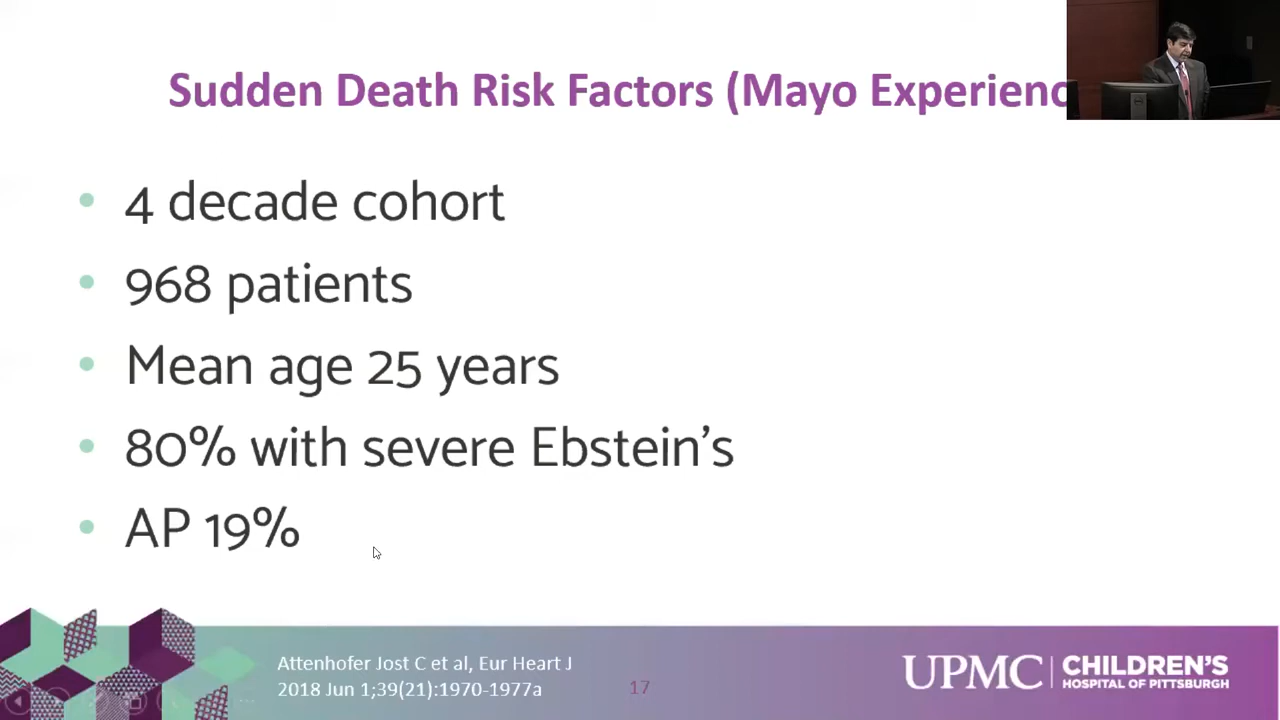 Sudden Death Risk Factors (Mayo Experienc
4 decade cohort
968 patients
Mean age 25 years
80% with severe Ebstein's
AP 19%
Attenhofer Jost C et al, Eur Heart J
2018 Jun 1;39(21):1970-1977a
17
UPMC CHILDREN'S
HOSPITAL OF PITTSBURGH